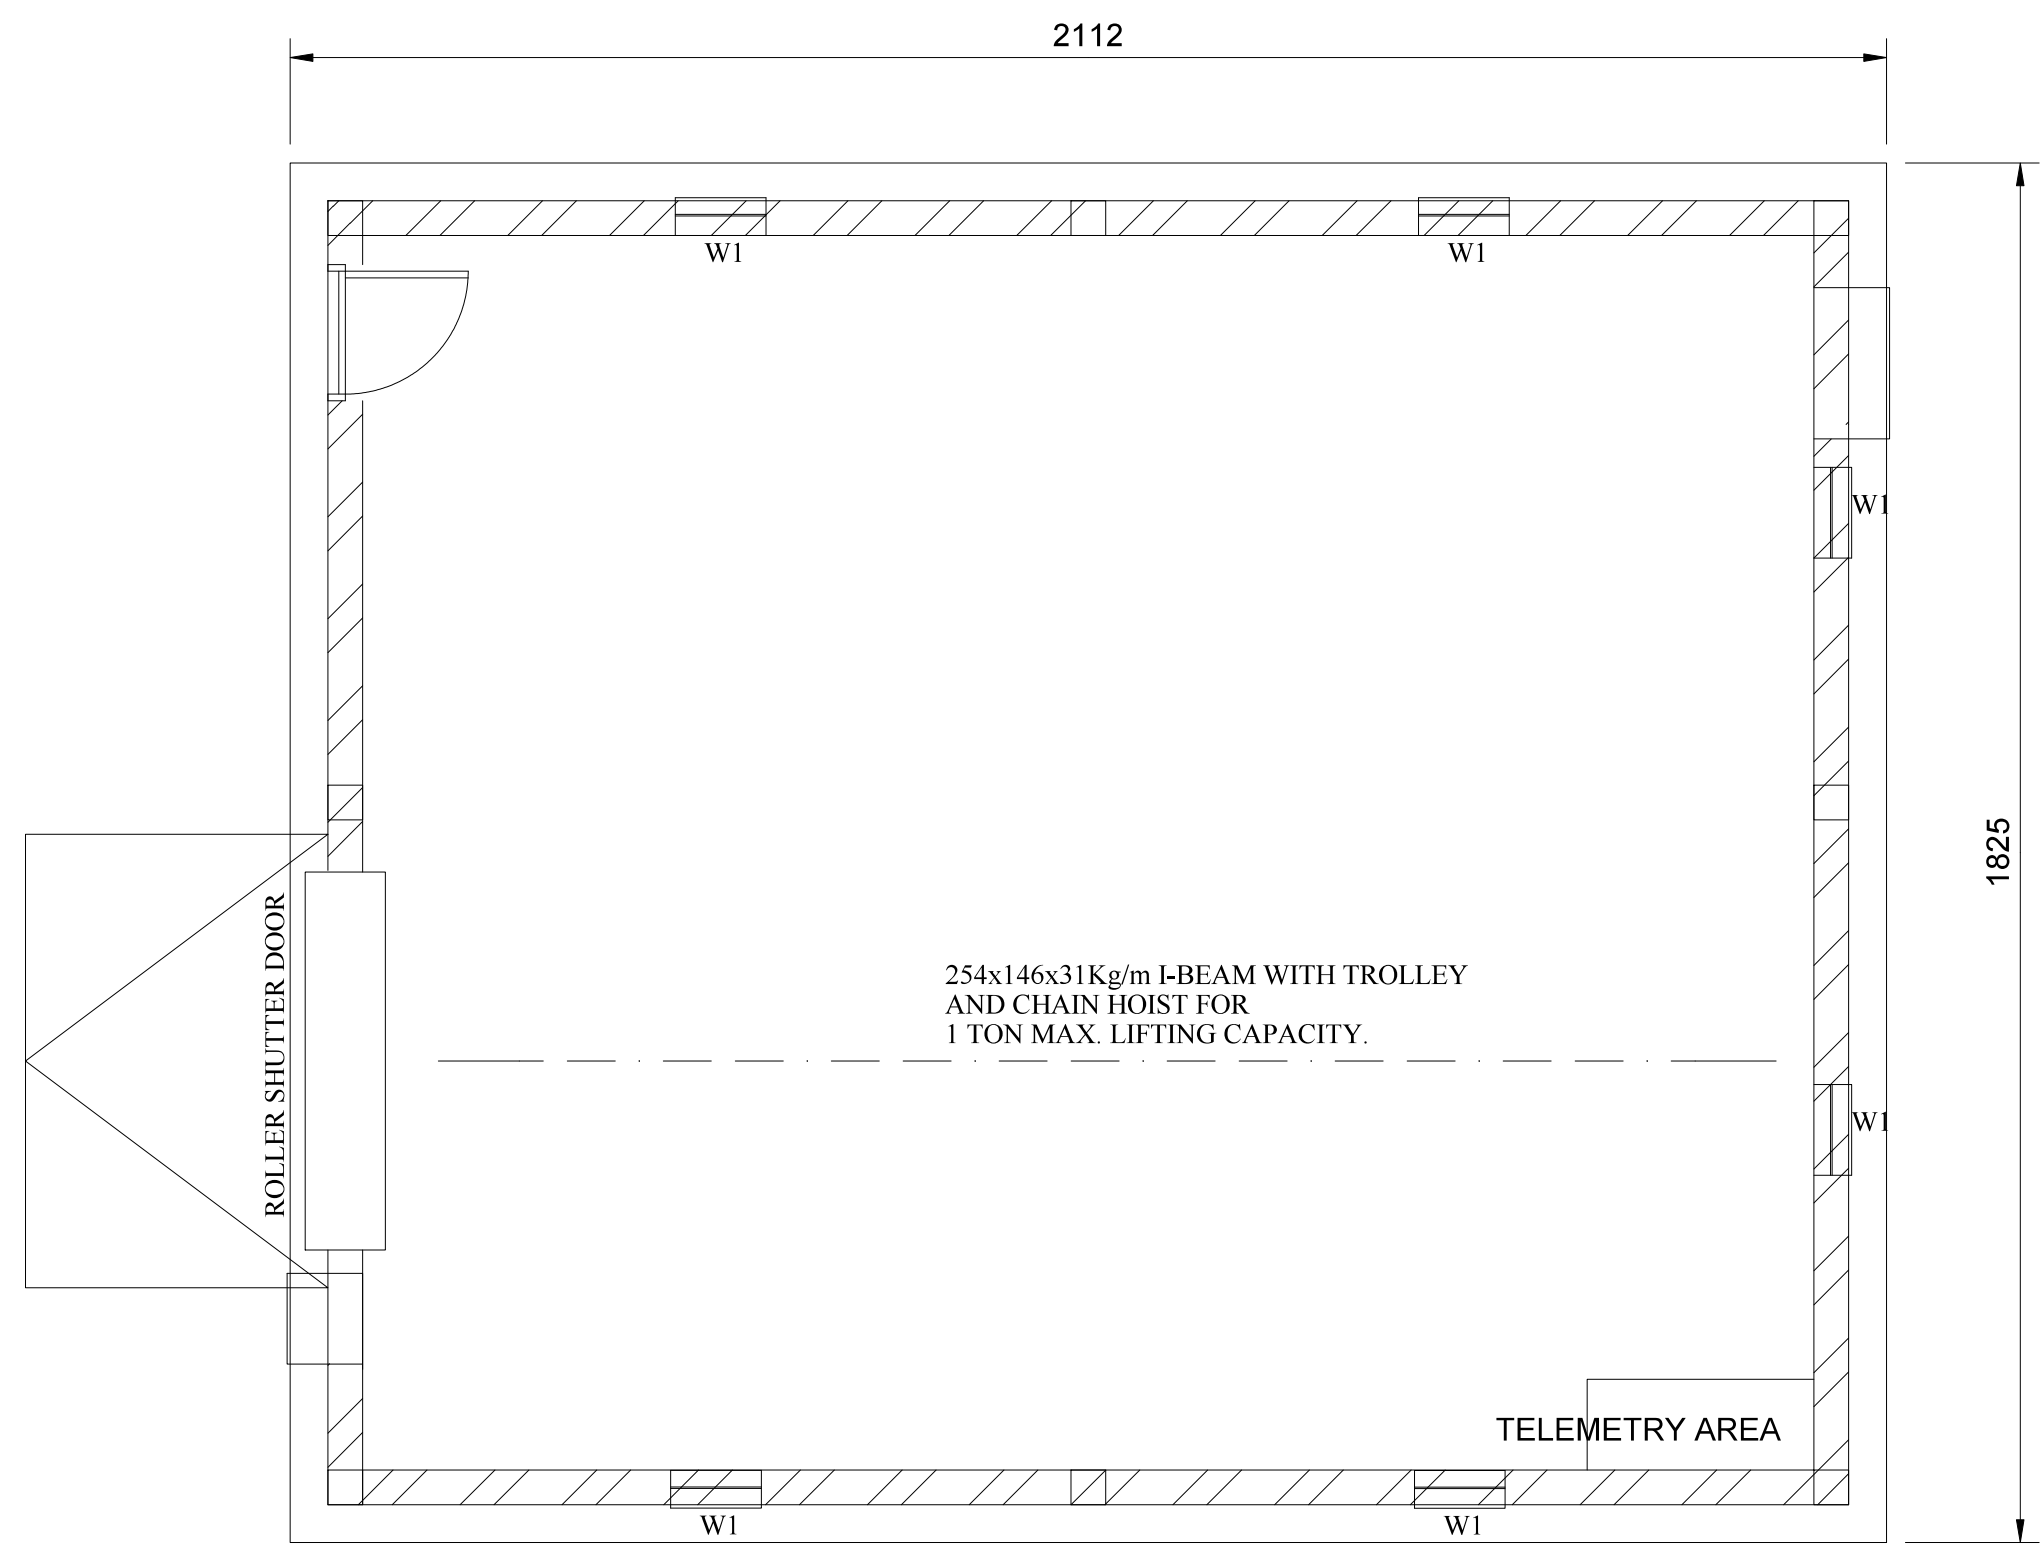 2112
W1
W1
W1
1825
ROLLER SHUTTER DOOR
254x146x31Kg/m I-BEAM WITH TROLLEY
AND CHAIN HOIST FOR
1 TON MAX. LIFTING CAPACITY.
W1
TELEMETRY AREA
W1
W1